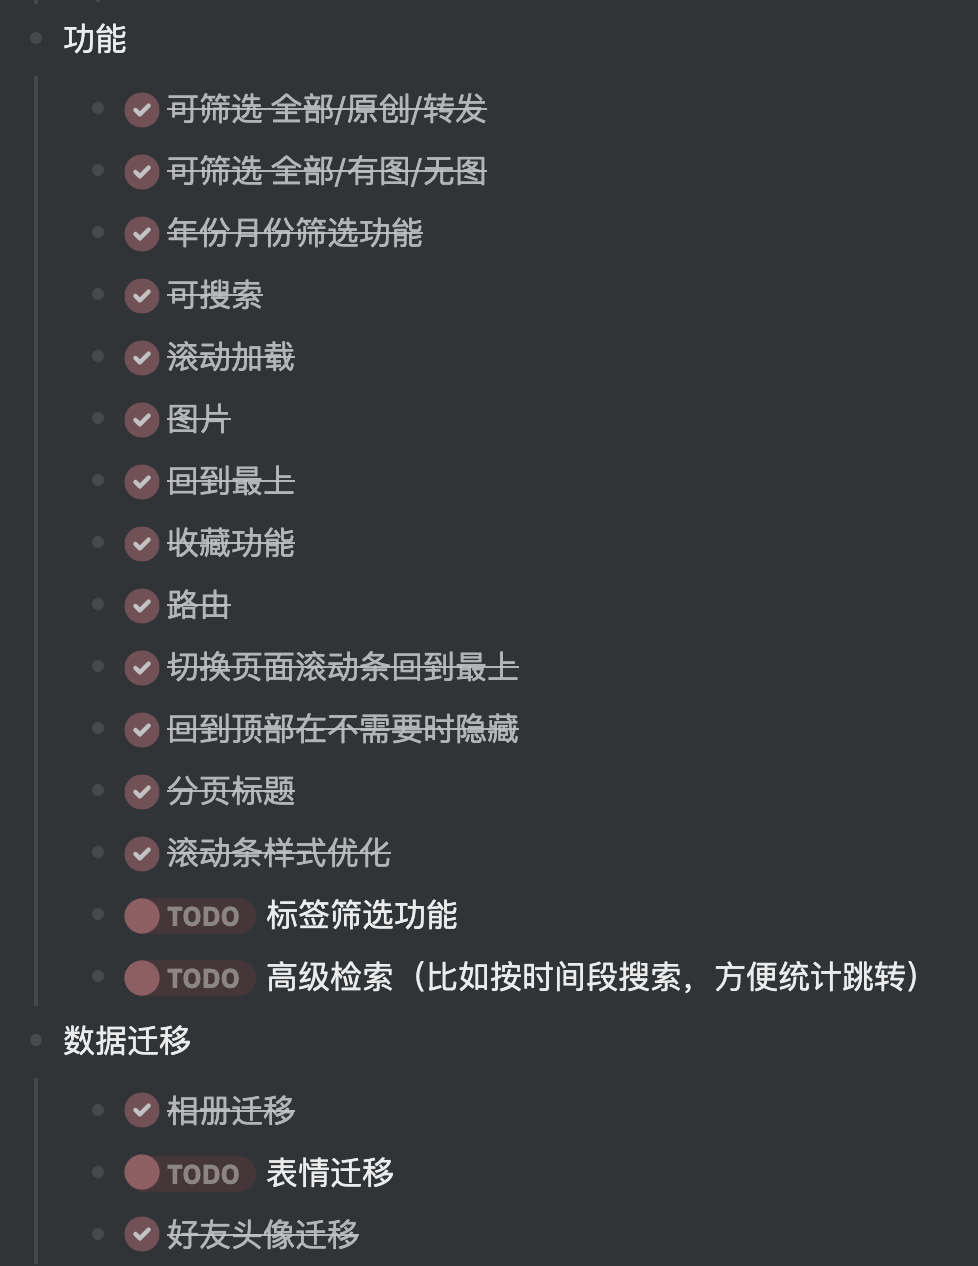 功能
可筛选 全部/原创/转发
可筛选 全部/有图/无图
年份月份筛选功能
可搜索
滚动加载
图片
回到最上
收藏功能
路由
切换页面滚动条回到最上
回到顶部在不需要时隐藏
分页标题
滚动条样式优化
TODO 标签筛选功能
TODO 高级检索（比如按时间段搜索，方便统计跳转）
数据迁移
相册迁移
TODO 表情迁移
好友头像迁移